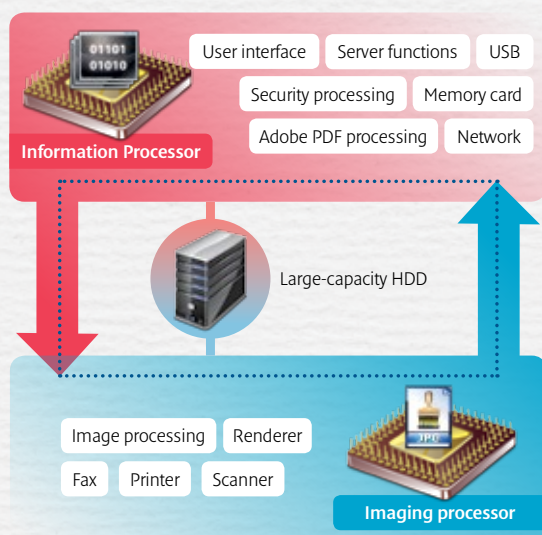 01101
01010
User interface
Server functions
USB
Security processing
Memory card
Adobe PDF processing
Network
Information Processor
Large-capacity HDD
Image processing
Renderer
Fax
Printer
Scanner
JPG
Imaging processor